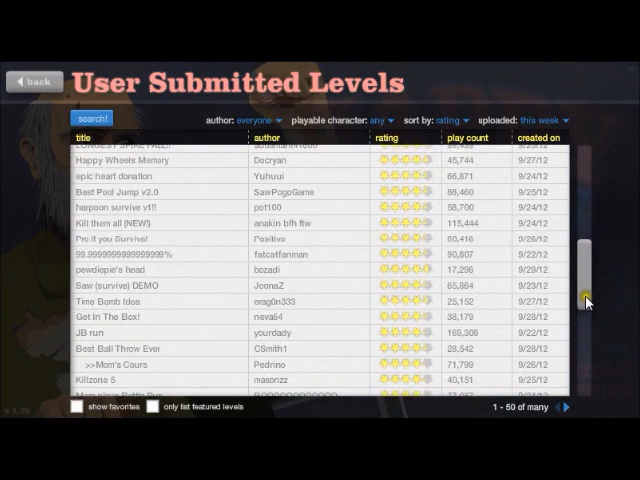 back
User Submitted Levels
search!
author: everyone playable character: any sort by: rating uploaded: this week
title author rating play count created on
LONGEST SPIKE FALL!! 9/23/12
Happy Wheels Memory Docryan 45,744 9/27/12
epic heart donation Yuhuui 66,871 9/24/12
Best Pool Jump v2.0 SawPogoGame 88,460 9/25/12
harpoon survive v1!! pot100 58,700 9/24/12
Kill them all (NEW!) anakin bfh ftw 115,444 9/24/12
Pro if you Survive! Positive 80,416 9/26/12
99.9999999999999999% fatcatfanman 90,807 9/22/12
pewdiepie's head bozadi 17,296 9/29/12
Saw (survive) DEMO JoonaZ 65,864 9/23/12
Time Bomb Idea erag0n333 25,152 9/27/12
Get In The Box! neva64 38,179 9/28/12
JB run yourdady 169,309 9/22/12
Best Ball Throw Ever CSmith1 28,542 9/28/12
>>Mom's Cours Pedrino 71,799 9/26/12
Killzone 5 masonzz 40,151 9/25/12
show favorites only list featured levels 1 - 50 of many